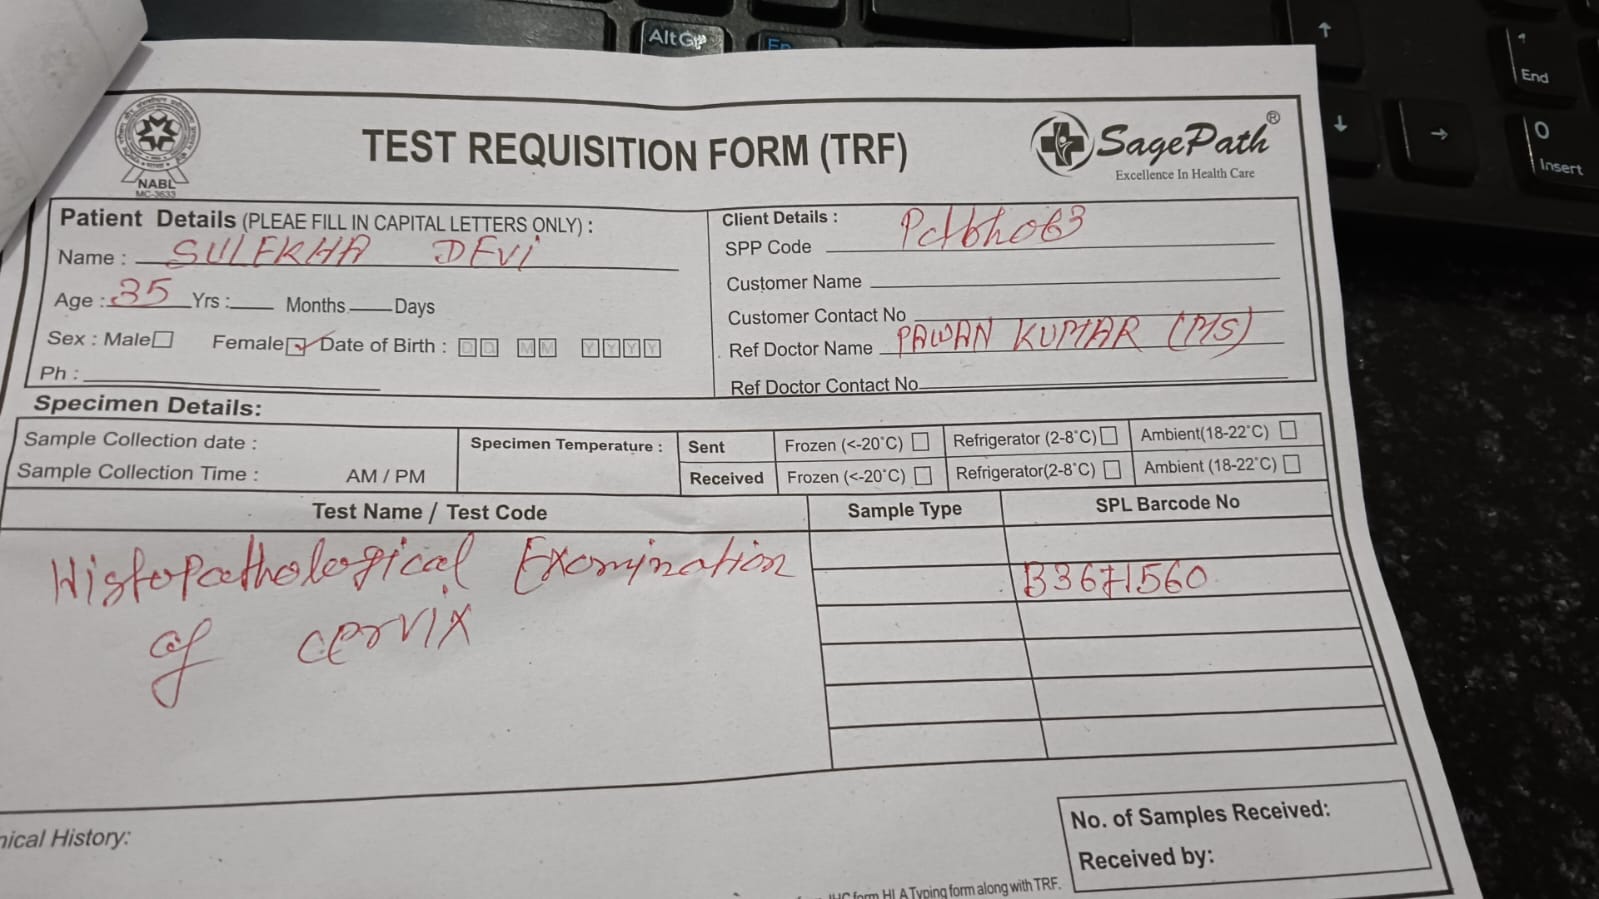 AltGr
End
0
Insert
NABL
MC-3633
TEST REQUISITION FORM (TRF)
SagePath®
Excellence In Health Care
Patient Details (PLEAE FILL IN CAPITAL LETTERS ONLY) :
Name : SULEKHA DEVI
Age : 35 Yrs : Months Days
Sex : Male Female Date of Birth : D D M M Y Y Y Y
Ph :
Client Details :
SPP Code
Customer Name
Customer Contact No
Ref Doctor Name PAWAN KUMAR (MS)
Ref Doctor Contact No
Specimen Details:
Sample Collection date :
Sample Collection Time : AM / PM
Specimen Temperature :
Sent Frozen (<-20°C) Refrigerator (2-8°C) Ambient(18-22°C)
Received Frozen (<-20°C) Refrigerator(2-8°C) Ambient (18-22°C)
Test Name / Test Code Sample Type SPL Barcode No
Histopathological Examination
of cervix
B3671560
nical History:
No. of Samples Received:
Received by:
form HLA Typing form along with TRF.